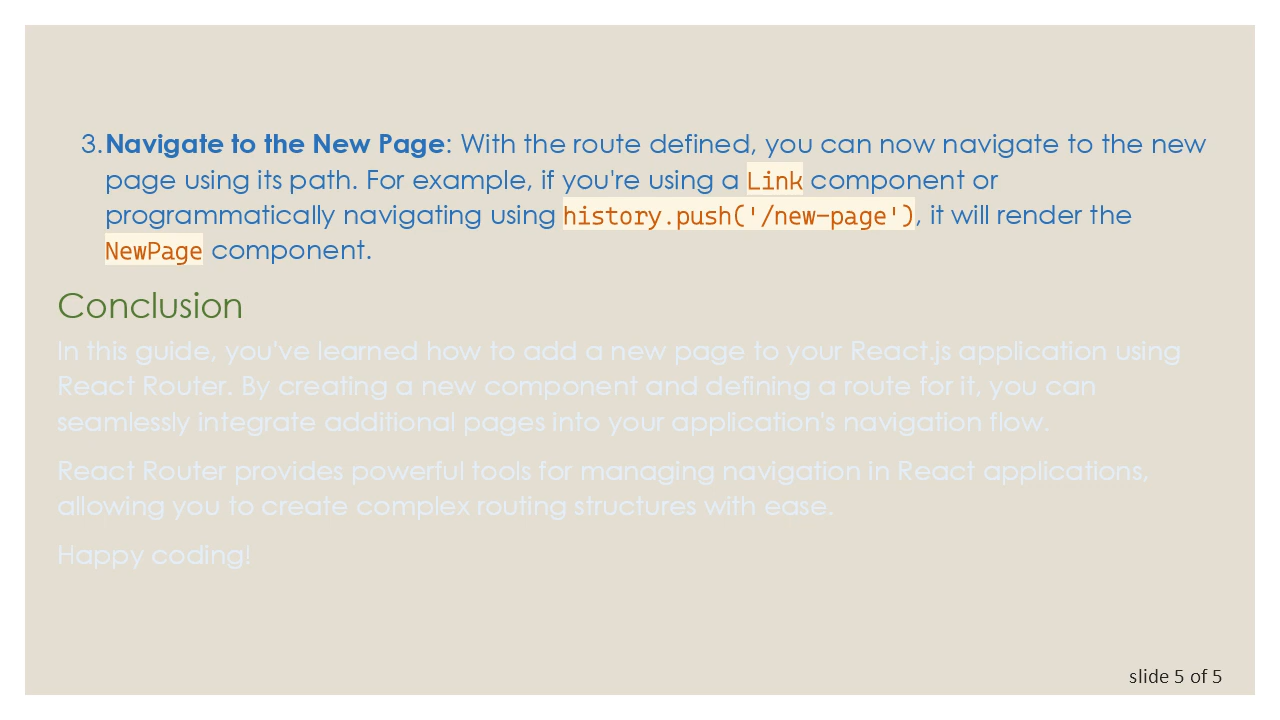 3. Navigate to the New Page: With the route defined, you can now navigate to the new
page using its path. For example, if you're using a Link component or
programmatically navigating using history.push('/new-page'), it will render the
NewPage component.
Conclusion
In this guide, you've learned how to add a new page to your React.js application using
React Router. By creating a new component and defining a route for it, you can
seamlessly integrate additional pages into your application's navigation flow.
React Router provides powerful tools for managing navigation in React applications,
allowing you to create complex routing structures with ease.
Happy coding!
slide 5 of 5